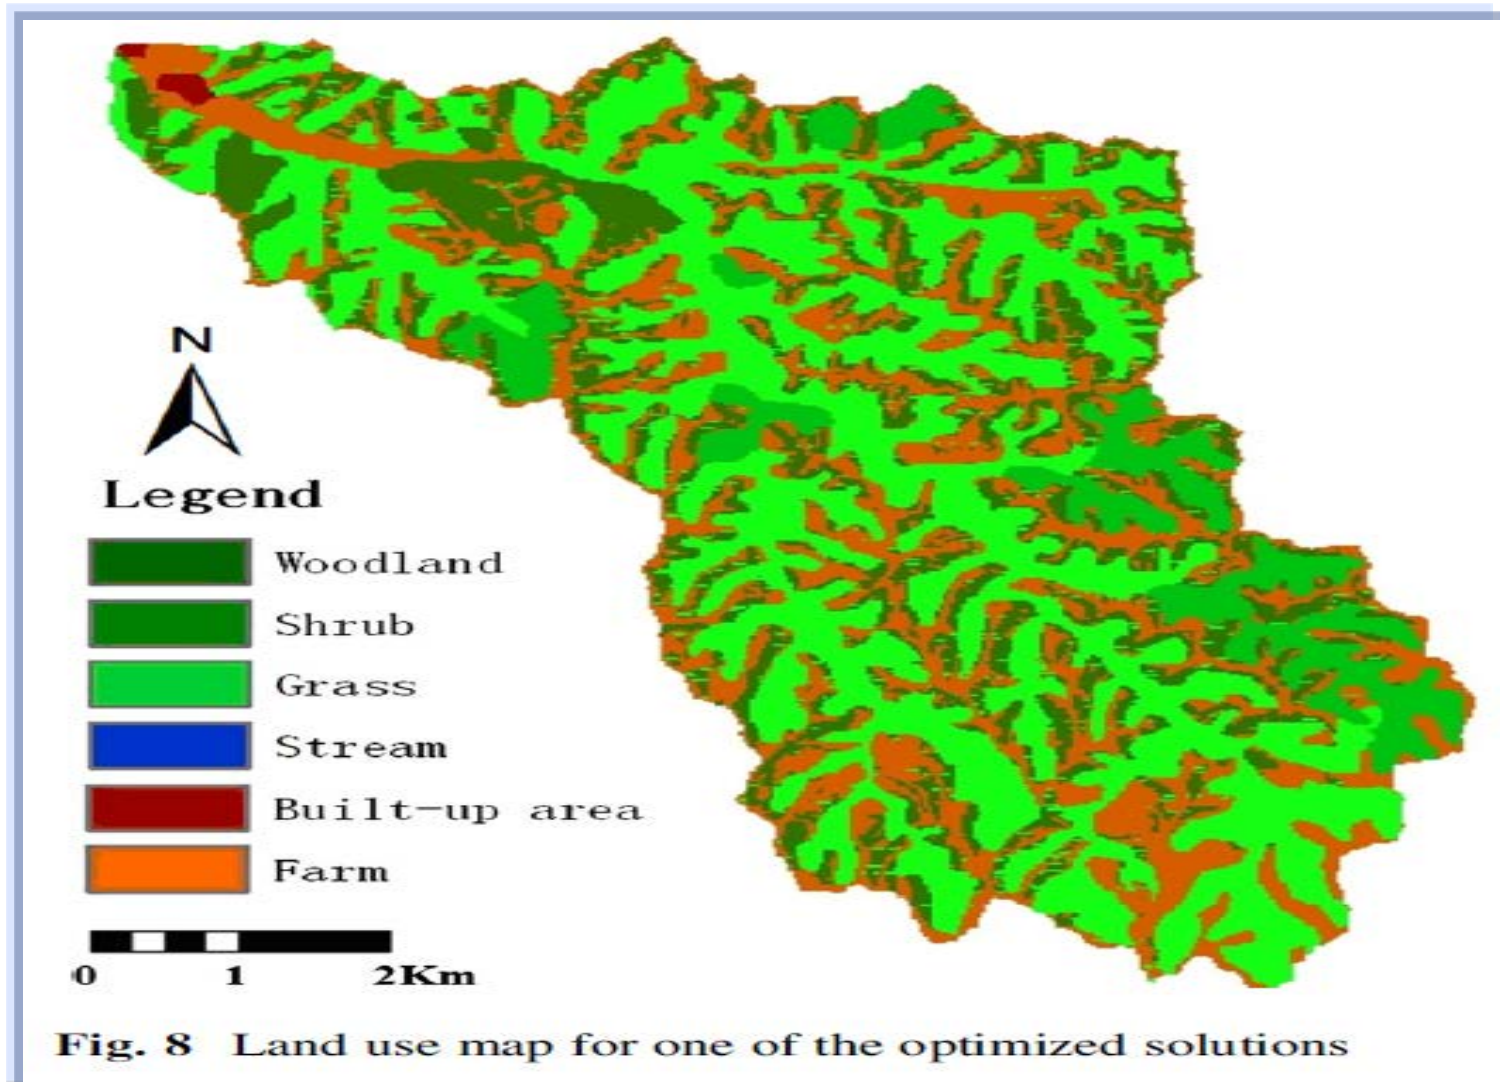 N
Legend
Woodland
Shrub
Grass
Stream
Built-up area
Farm
0 1 2Km
Fig. 8 Land use map for one of the optimized solutions